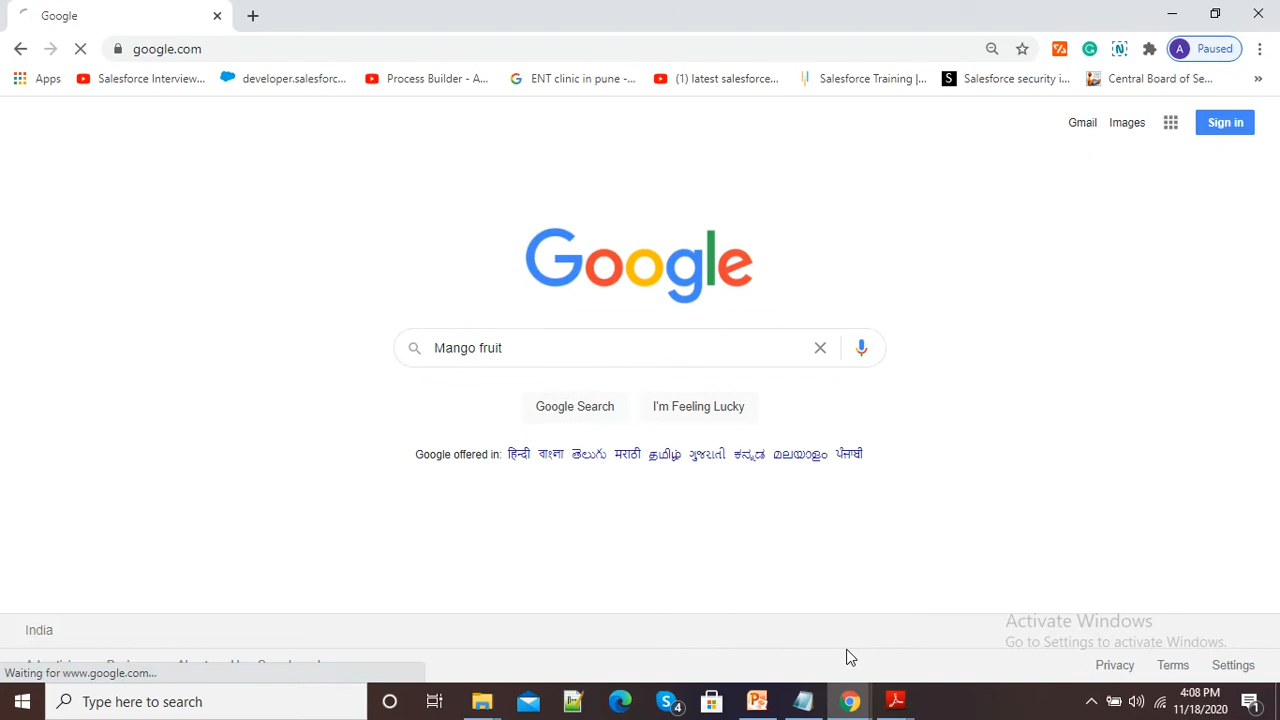 Google
google.com
A Paused
Apps Salesforce Interview... developer.salesforc... Process Builder - A... ENT clinic in pune -... (1) latest salesforce... Salesforce Training |... S Salesforce security i... Central Board of Se... »
Gmail Images Sign in
Google
Mango fruit
Google Search I'm Feeling Lucky
Google offered in: हिन्दी বাংলা తెలుగు मराठी தமிழ் ગુજરાતી ಕನ್ನಡ മലയാളം ਪੰਜਾਬੀ
India
Activate Windows
Go to Settings to activate Windows.
Privacy Terms Settings
Waiting for www.google.com...
Type here to search
4
4:08 PM
11/18/2020
1